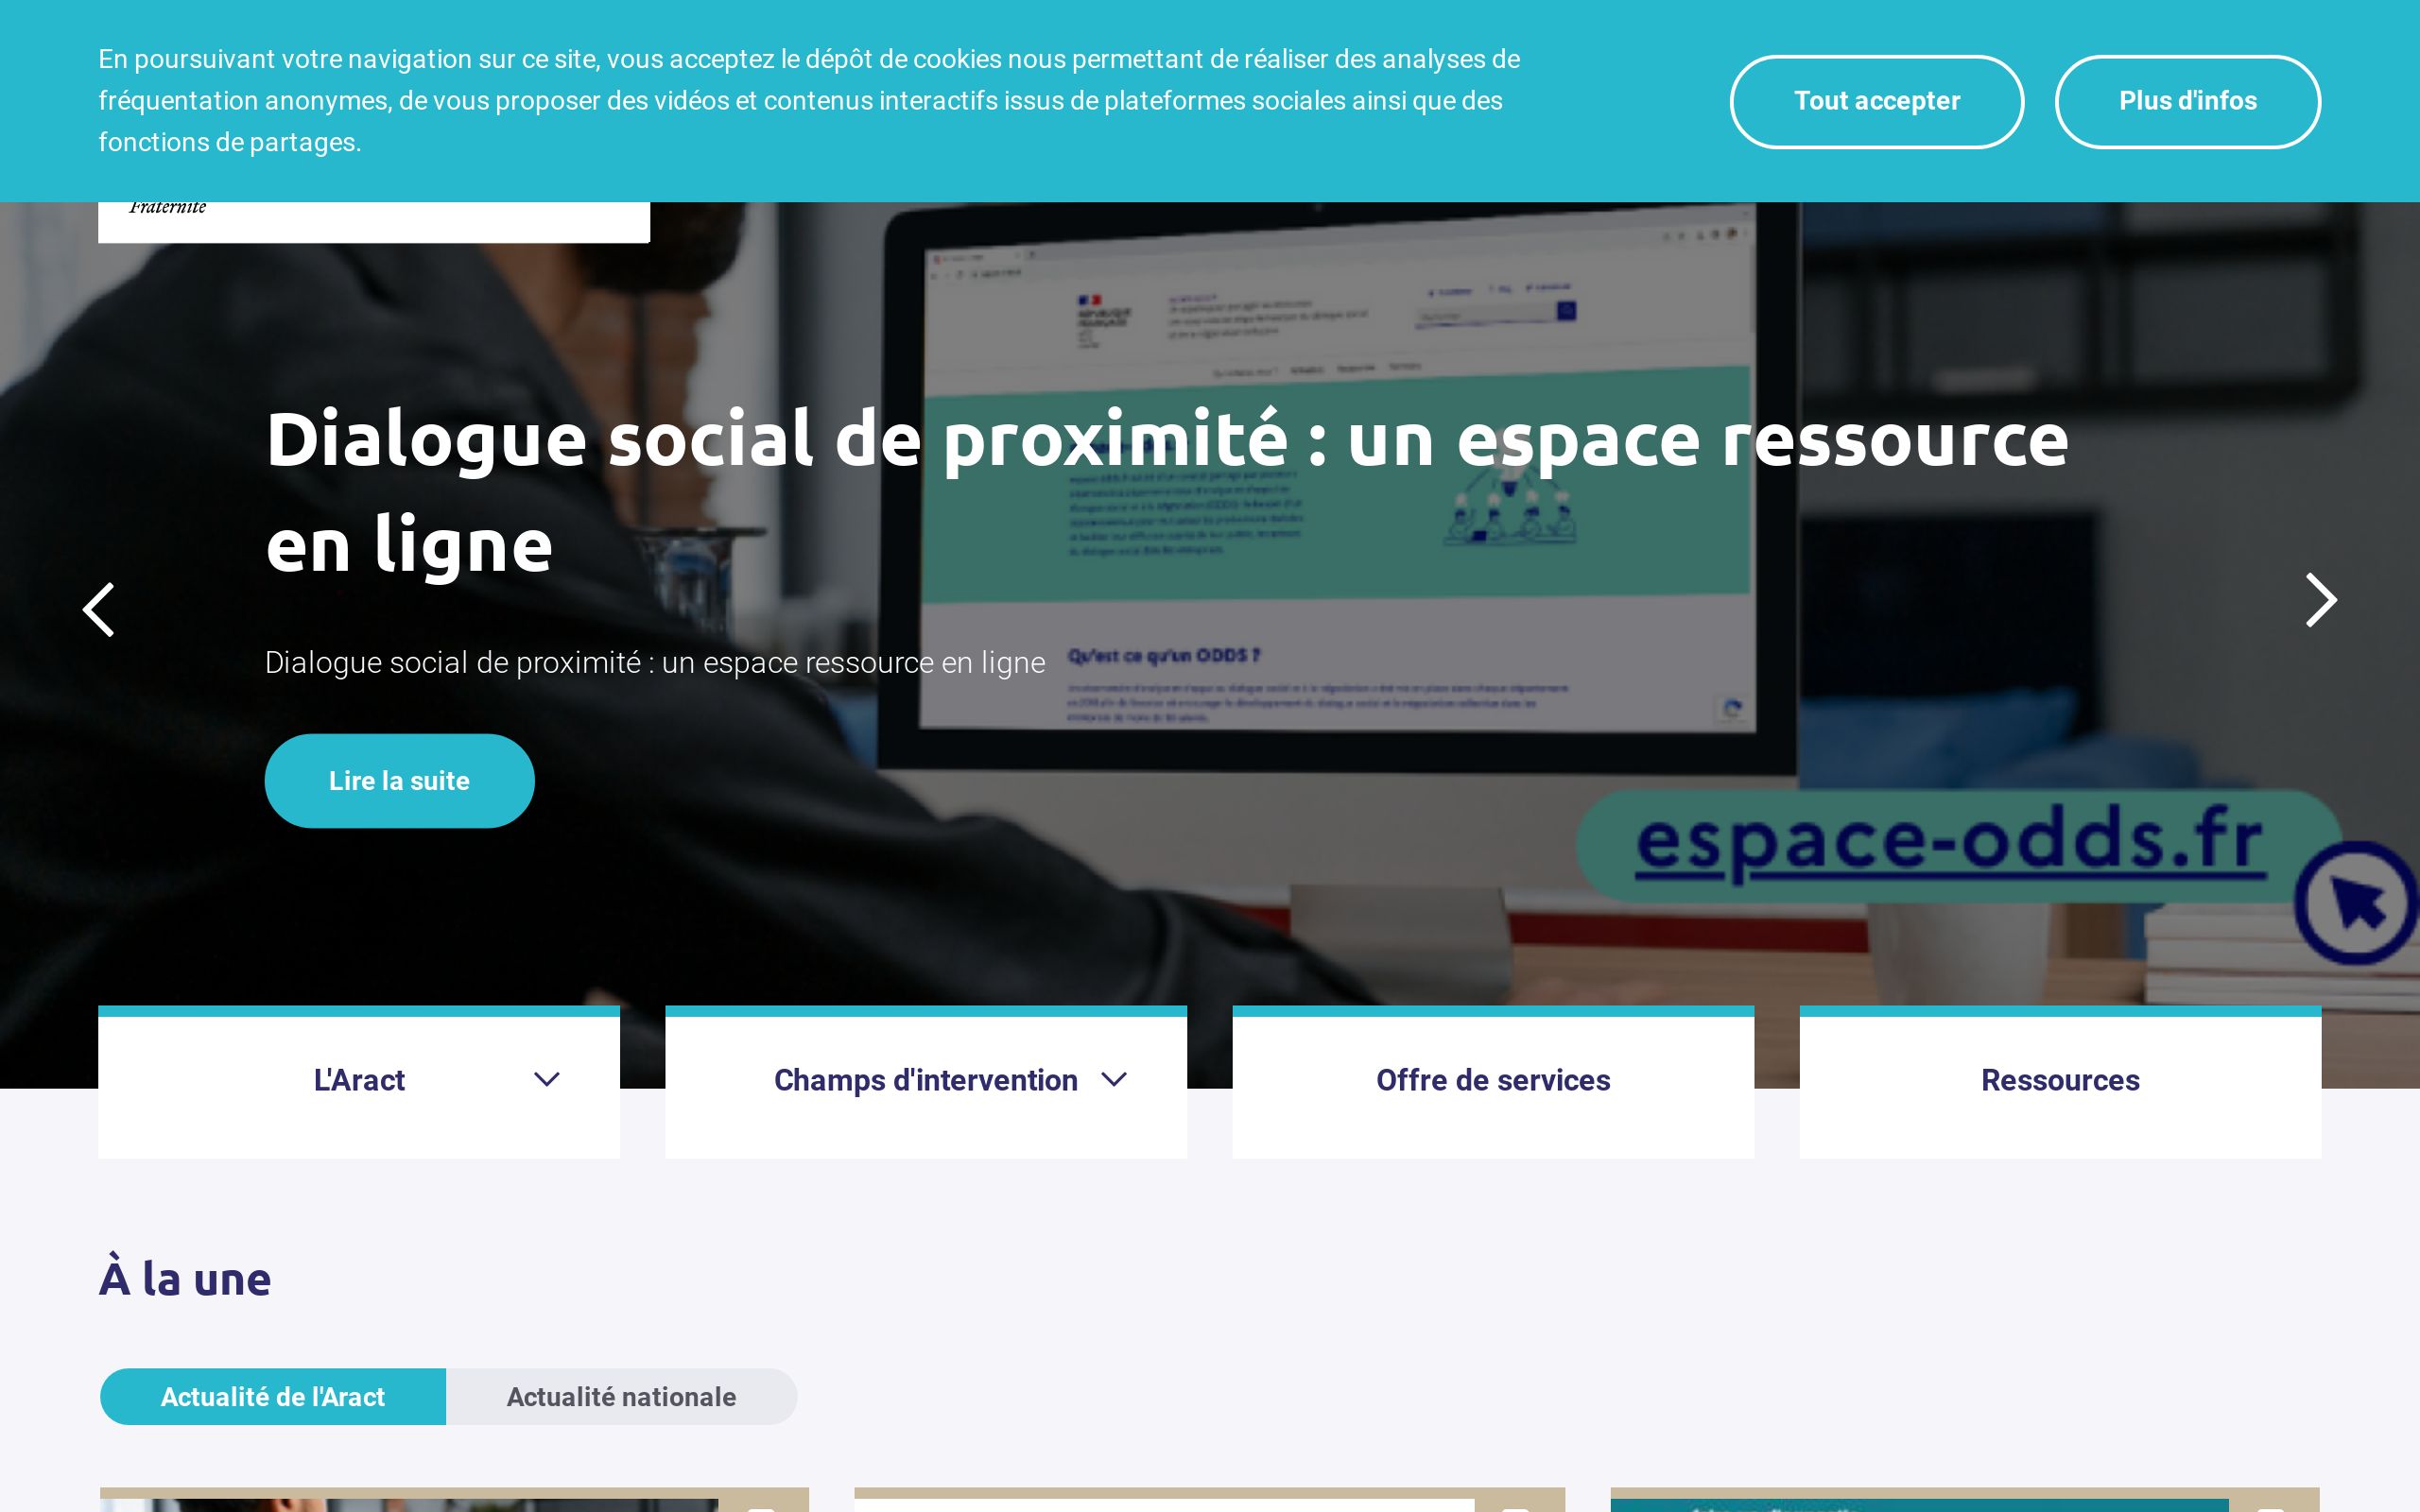 En poursuivant votre navigation sur ce site, vous acceptez le dépôt de cookies nous permettant de réaliser des analyses de
fréquentation anonymes, de vous proposer des vidéos et contenus interactifs issus de plateformes sociales ainsi que des
fonctions de partages.
Tout accepter
Plus d'infos
Fraternité
Dialogue social de proximité : un espace ressource
en ligne
Dialogue social de proximité : un espace ressource en ligne
Qu'est ce qu'un ODDS ?
Lire la suite
espace-odds.fr
L'Aract
Champs d'intervention
Offre de services
Ressources
À la une
Actualité de l'Aract
Actualité nationale